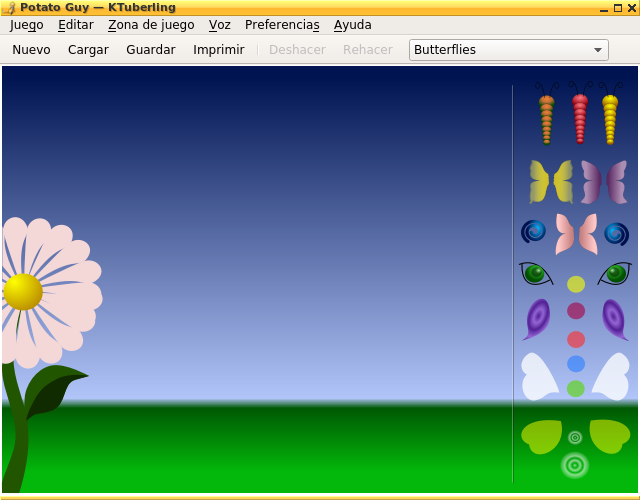 Potato Guy — KTuberling
Juego Editar Zona de juego Voz Preferencias Ayuda
Nuevo Cargar Guardar Imprimir Deshacer Rehacer Butterflies